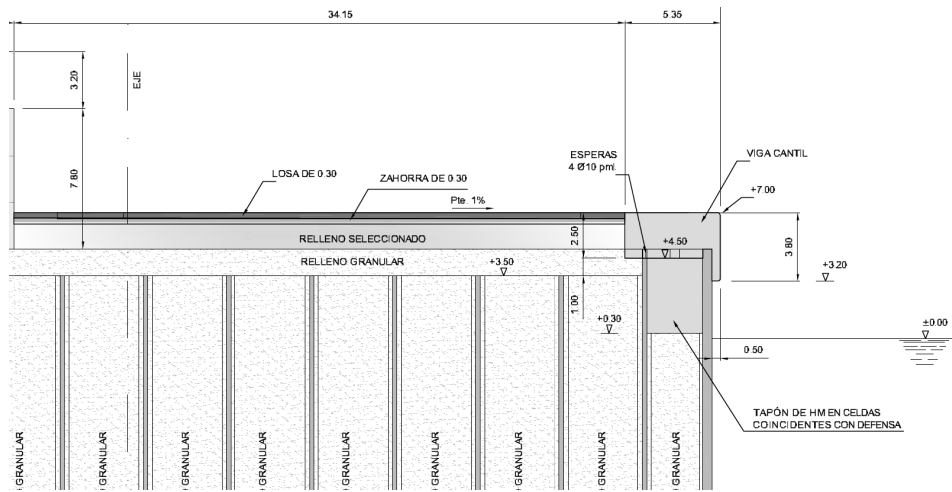 34.15
5.35
3.20
EJE
7.80
LOSA DE 0.30
ZAHORRA DE 0.30
Pte. 1%
ESPERAS
4 Ø10 pml.
VIGA CANTIL
+7.00
RELLENO SELECCIONADO
2.50
+4.50
3.80
RELLENO GRANULAR
+3.50
+3.20
1.00
+0.30
±0.00
0.50
TAPÓN DE HM EN CELDAS
COINCIDENTES CON DEFENSA
GRANULAR
GRANULAR
GRANULAR
GRANULAR
GRANULAR
GRANULAR
GRANULAR
GRANULAR